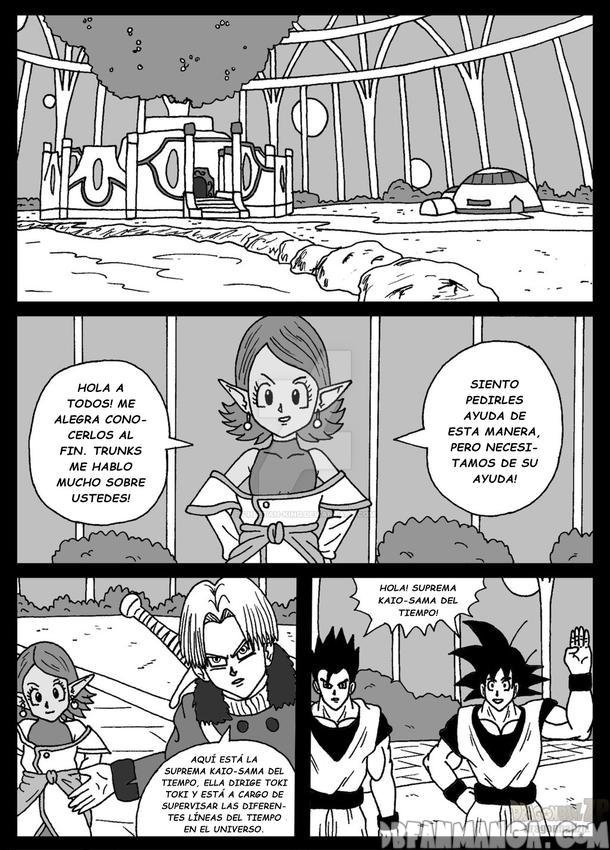 HOLA A
TODOS! ME
ALEGRA CONO-
CERLOS AL
FIN. TRUNKS
ME HABLO
MUCHO SOBRE
USTEDES!
SIENTO
PEDIRLES
AYUDA DE
ESTA MANERA,
PERO NECESI-
TAMOS DE SU
AYUDA!
AQUÍ ESTÁ LA
SUPREMA KAIO-SAMA DEL
TIEMPO, ELLA DIRIGE TOKI
TOKI Y ESTÁ A CARGO DE
SUPERVISAR LAS DIFEREN-
TES LÍNEAS DEL TIEMPO
EN EL UNIVERSO.
HOLA! SUPREMA
KAIO-SAMA DEL
TIEMPO!
DBFANMANGA.COM